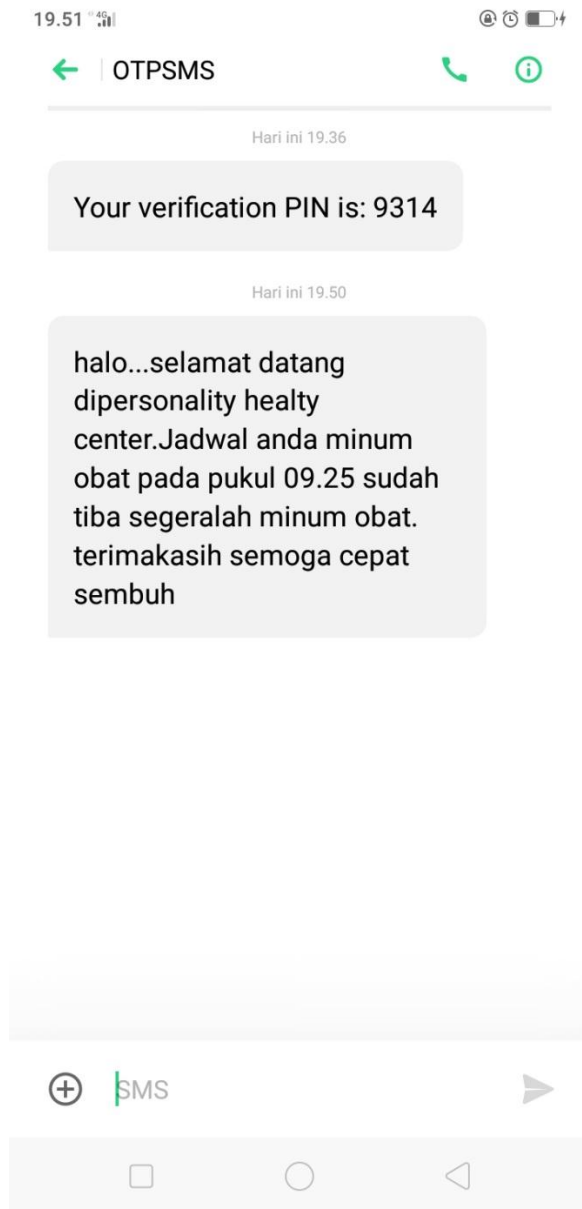 19.51 4G
OTPSMS
Hari ini 19.36
Your verification PIN is: 9314
Hari ini 19.50
halo...selamat datang
dipersonality healty
center.Jadwal anda minum
obat pada pukul 09.25 sudah
tiba segeralah minum obat.
terimakasih semoga cepat
sembuh
SMS